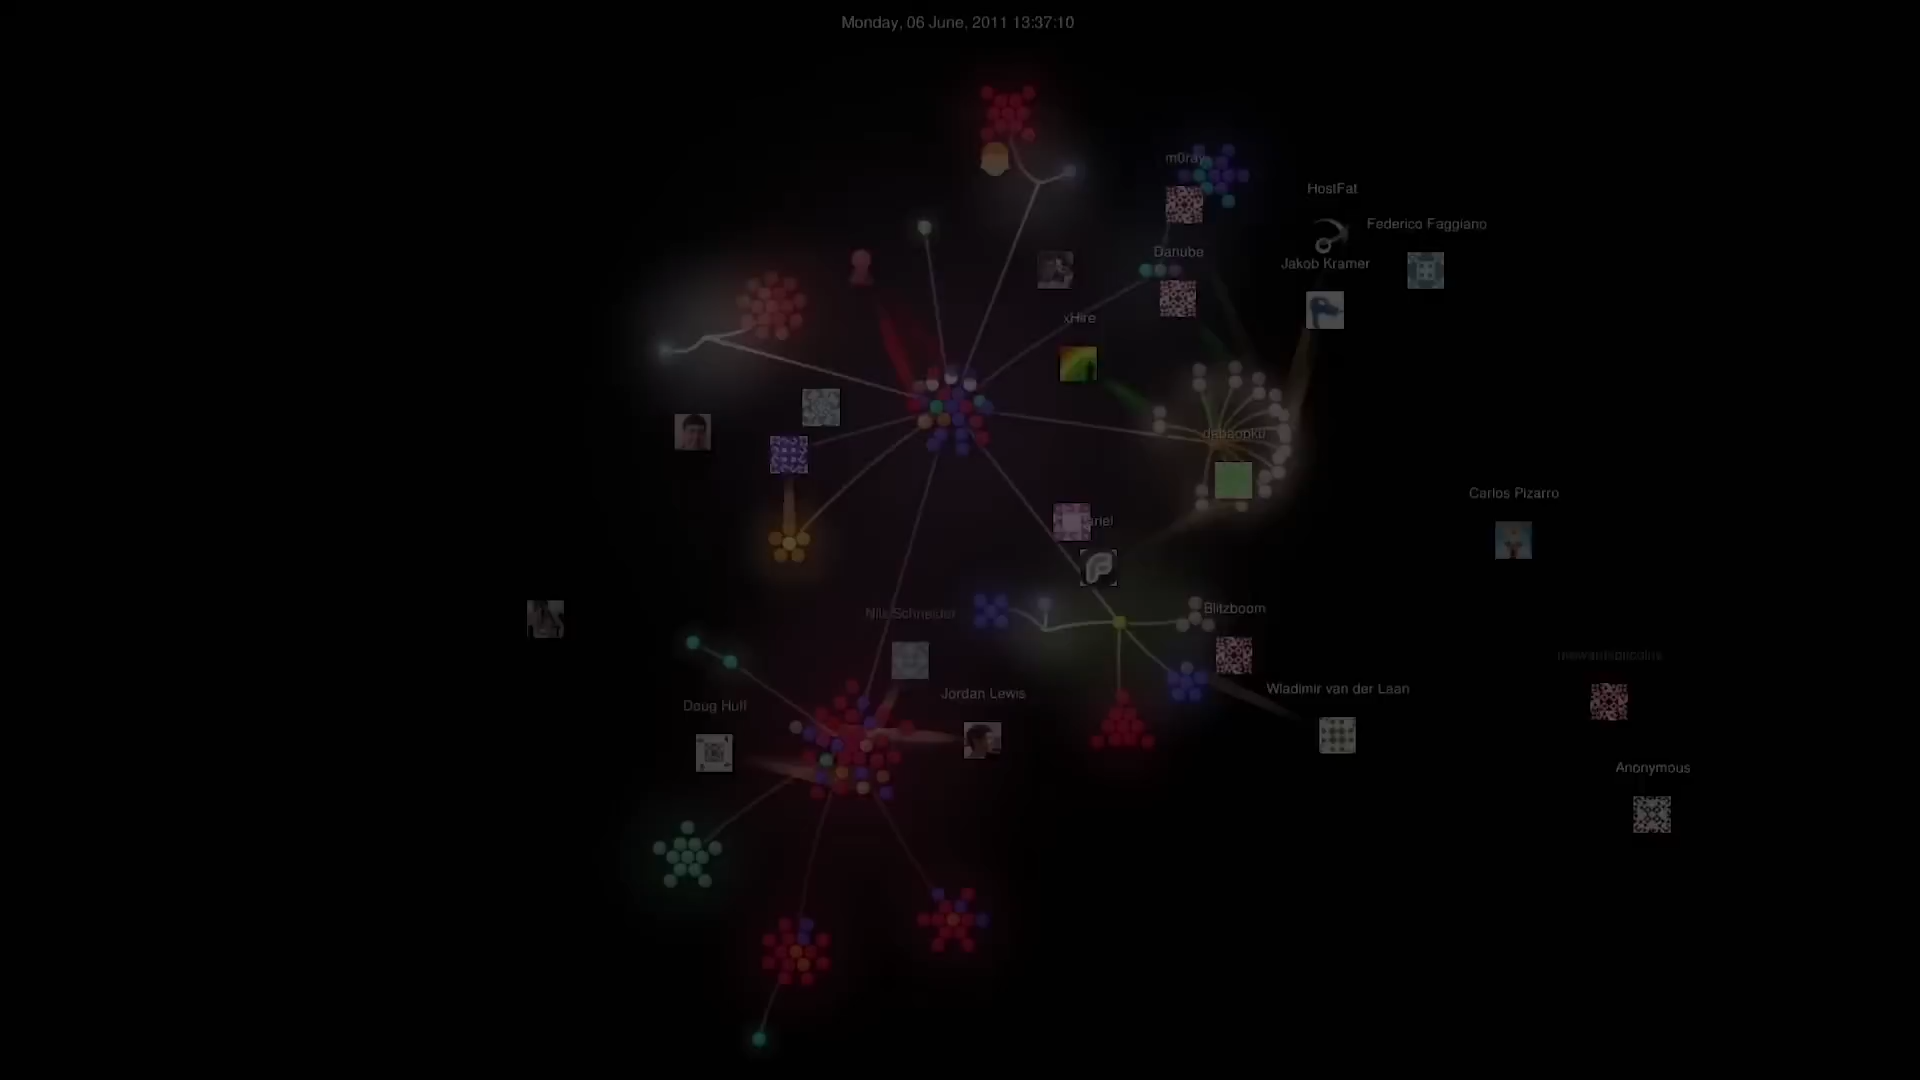 Monday, 06 June, 2011 13:37:10
m0ray
HostFat
Federico Faggiano
Danube
Jakob Kramer
xHire
dabaopku
Carlos Pizarro
Blitzboom
Nils Schneider
Jordan Lewis
Wladimir van der Laan
Doug Huff
Anonymous